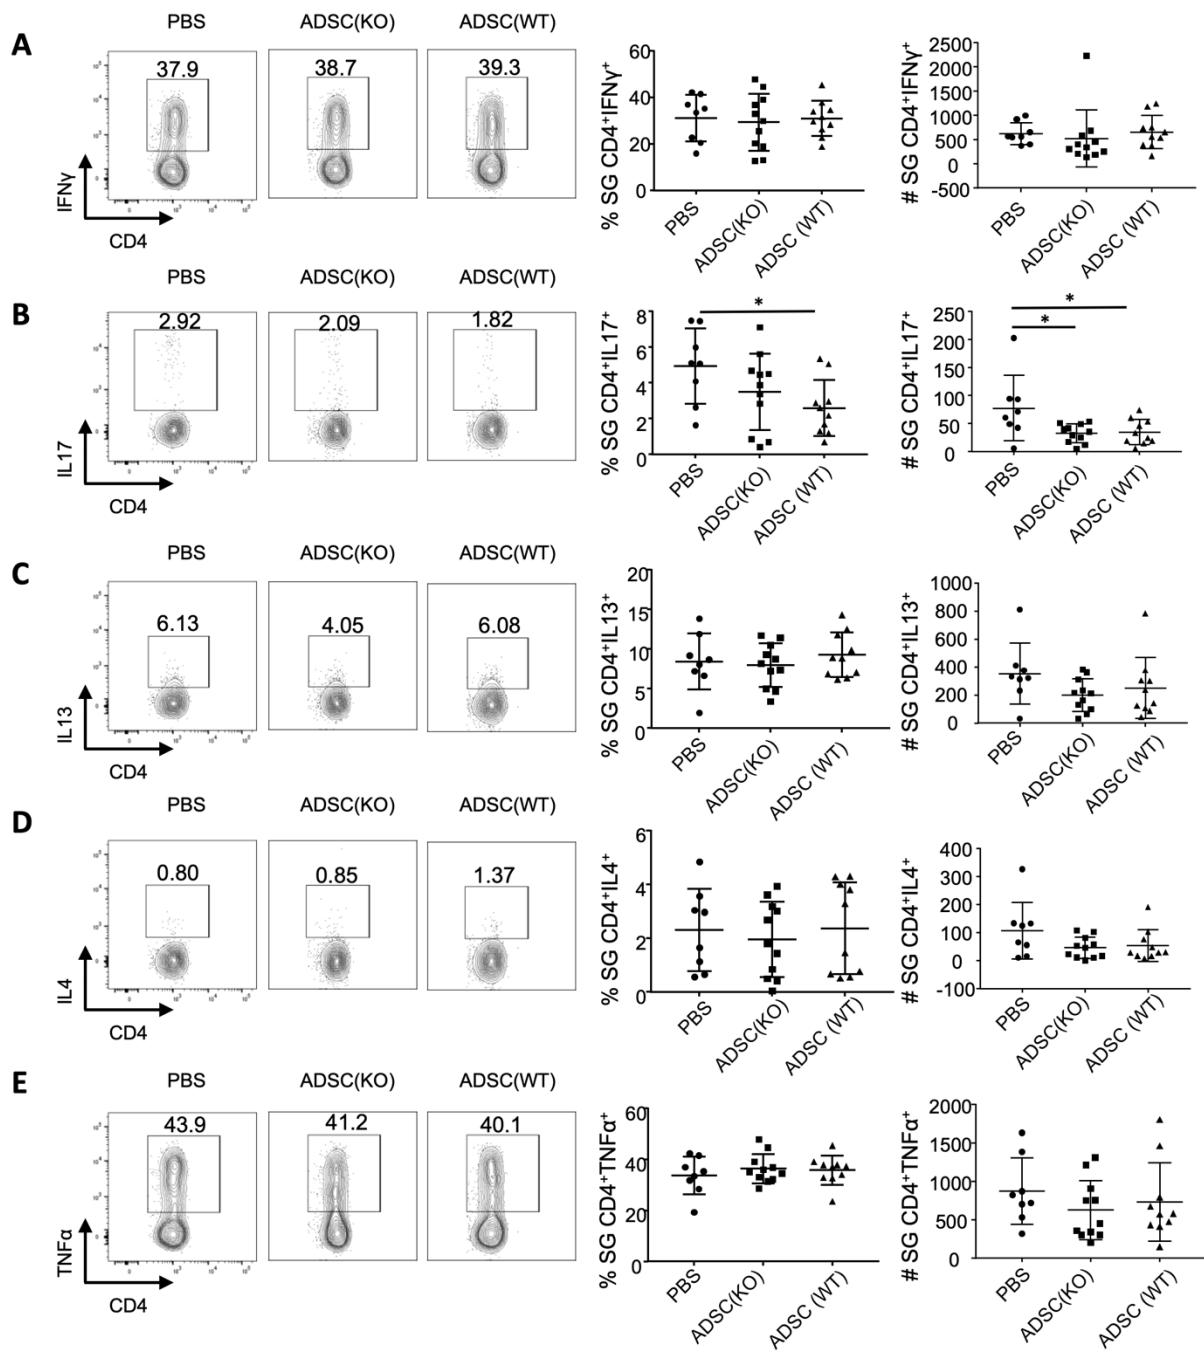 A
PBS ADSC(KO) ADSC(WT)
37.9 38.7 39.3
IFNγ
CD4
% SG CD4⁺IFNγ⁺
60
40
20
0
PBS ADSC(KO) ADSC (WT)
# SG CD4⁺IFNγ⁺
2500
2000
1500
1000
500
0
-500
PBS ADSC(KO) ADSC (WT)
B
PBS ADSC(KO) ADSC(WT)
2.92 2.09 1.82
IL17
CD4
% SG CD4⁺IL17⁺
8
6
4
2
0
*
PBS ADSC(KO) ADSC (WT)
# SG CD4⁺IL17⁺
250
200
150
100
50
0
*
*
PBS ADSC(KO) ADSC (WT)
C
PBS ADSC(KO) ADSC(WT)
6.13 4.05 6.08
IL13
CD4
% SG CD4⁺IL13⁺
20
15
10
5
0
PBS ADSC(KO) ADSC (WT)
# SG CD4⁺IL13⁺
1000
800
600
400
200
0
PBS ADSC(KO) ADSC (WT)
D
PBS ADSC(KO) ADSC(WT)
0.80 0.85 1.37
IL4
CD4
% SG CD4⁺IL4⁺
6
4
2
0
PBS ADSC(KO) ADSC (WT)
# SG CD4⁺IL4⁺
400
300
200
100
0
-100
PBS ADSC(KO) ADSC (WT)
E
PBS ADSC(KO) ADSC(WT)
43.9 41.2 40.1
TNFα
CD4
% SG CD4⁺TNFα⁺
60
40
20
0
PBS ADSC(KO) ADSC (WT)
# SG CD4⁺TNFα⁺
2000
1500
1000
500
0
PBS ADSC(KO) ADSC (WT)